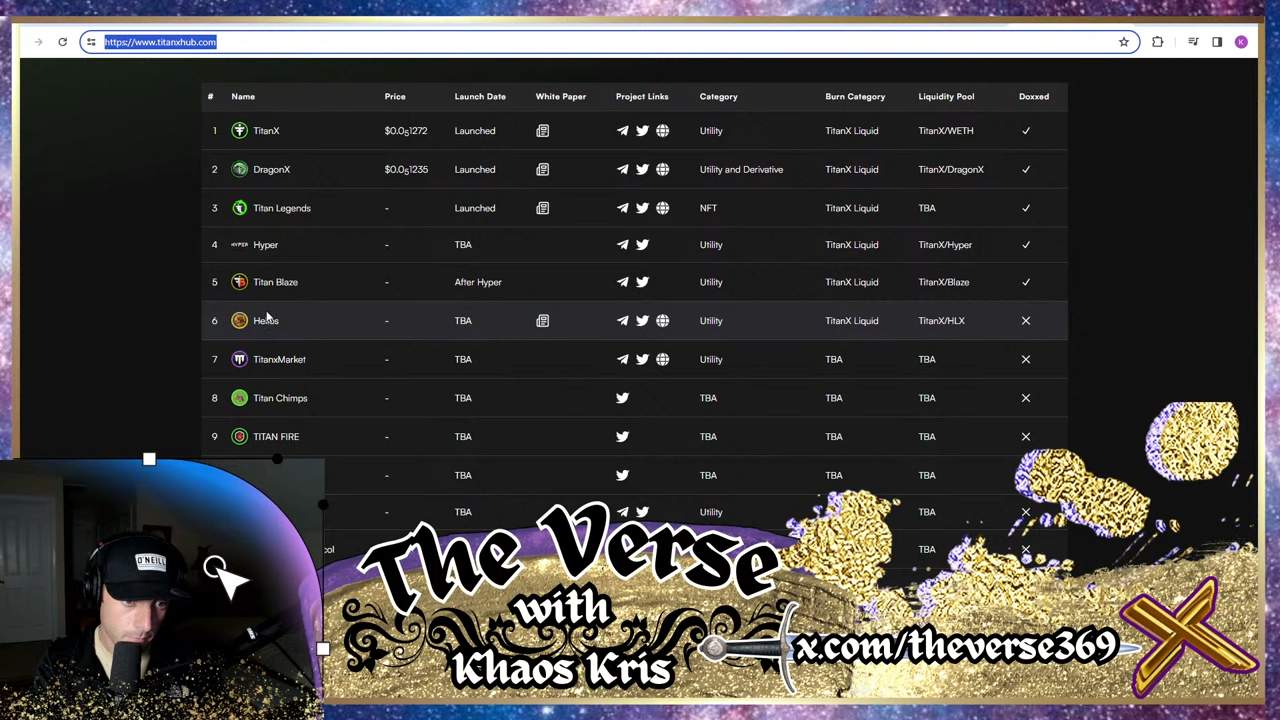 https://www.titanxhub.com
K
# Name Price Launch Date White Paper Project Links Category Burn Category Liquidity Pool Doxxed
1 TitanX $0.0₅1272 Launched Utility TitanX Liquid TitanX/WETH
2 DragonX $0.0₅1235 Launched Utility and Derivative TitanX Liquid TitanX/DragonX
3 Titan Legends - Launched NFT TitanX Liquid TBA
4 HYPER Hyper - TBA Utility TitanX Liquid TitanX/Hyper
5 Titan Blaze - After Hyper Utility TitanX Liquid TitanX/Blaze
6 Helios - TBA Utility TitanX Liquid TitanX/HLX
7 TitanxMarket - TBA Utility TBA TBA
8 Titan Chimps - TBA TBA TBA TBA
9 TITAN FIRE - TBA TBA TBA TBA
- TBA TBA TBA TBA
- TBA Utility TBA TBA
ol TBA
O'NEILL
The Verse
with
Khaos Kris
x.com/theverse369
X